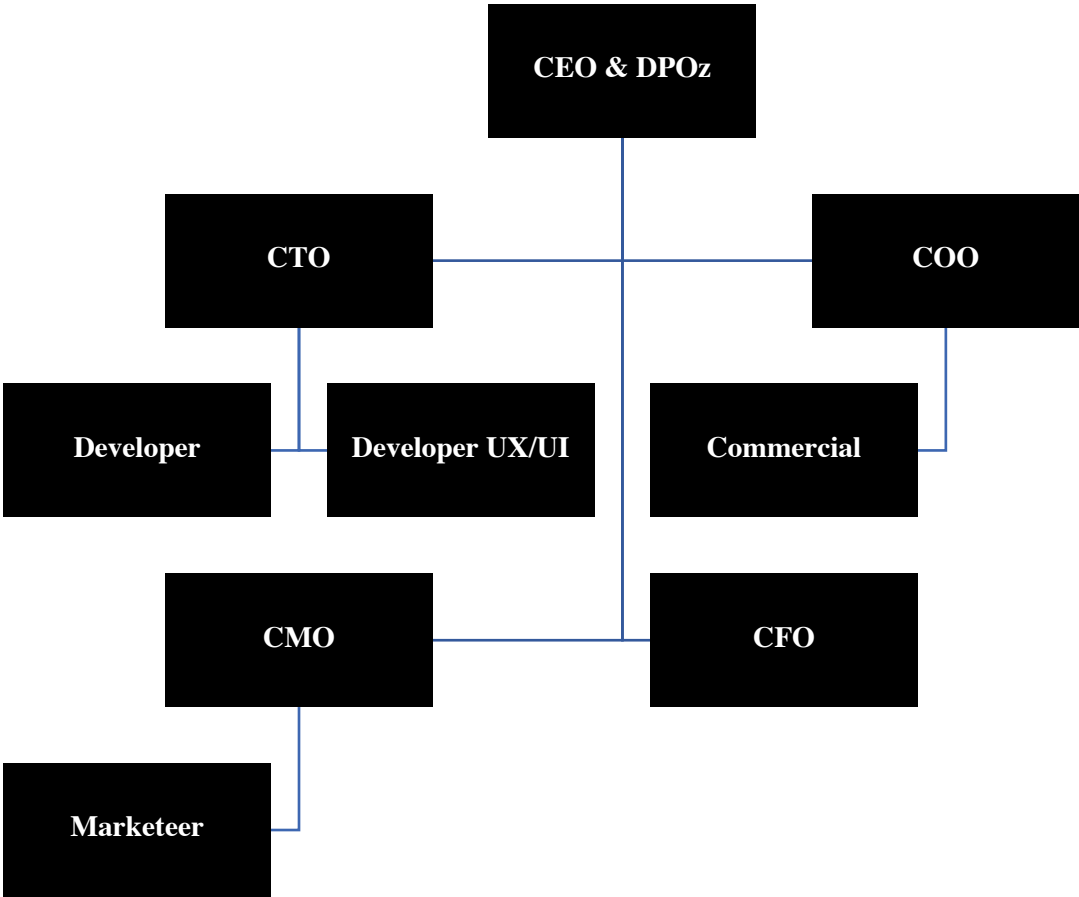 CEO & DPOz
CTO
COO
Developer
Developer UX/UI
Commercial
CMO
CFO
Marketeer